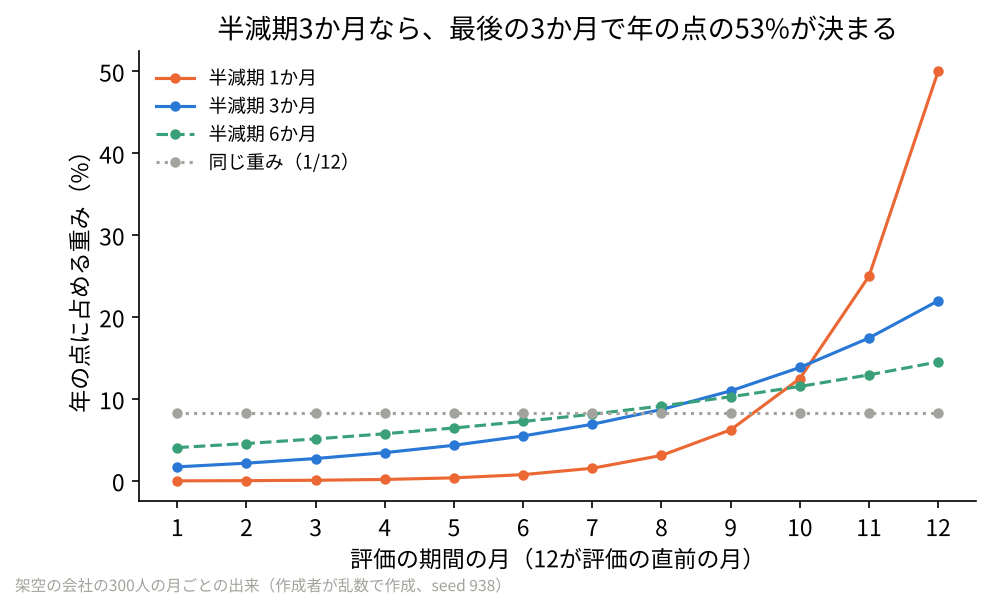 半減期3か月なら、最後の3か月で年の点の53%が決まる
年の点に占める重み（%）
50
40
30
20
10
0
半減期 1か月
半減期 3か月
半減期 6か月
同じ重み（1/12）
1 2 3 4 5 6 7 8 9 10 11 12
評価の期間の月（12が評価の直前の月）
架空の会社の300人の月ごとの出来（作成者が乱数で作成、seed 938）